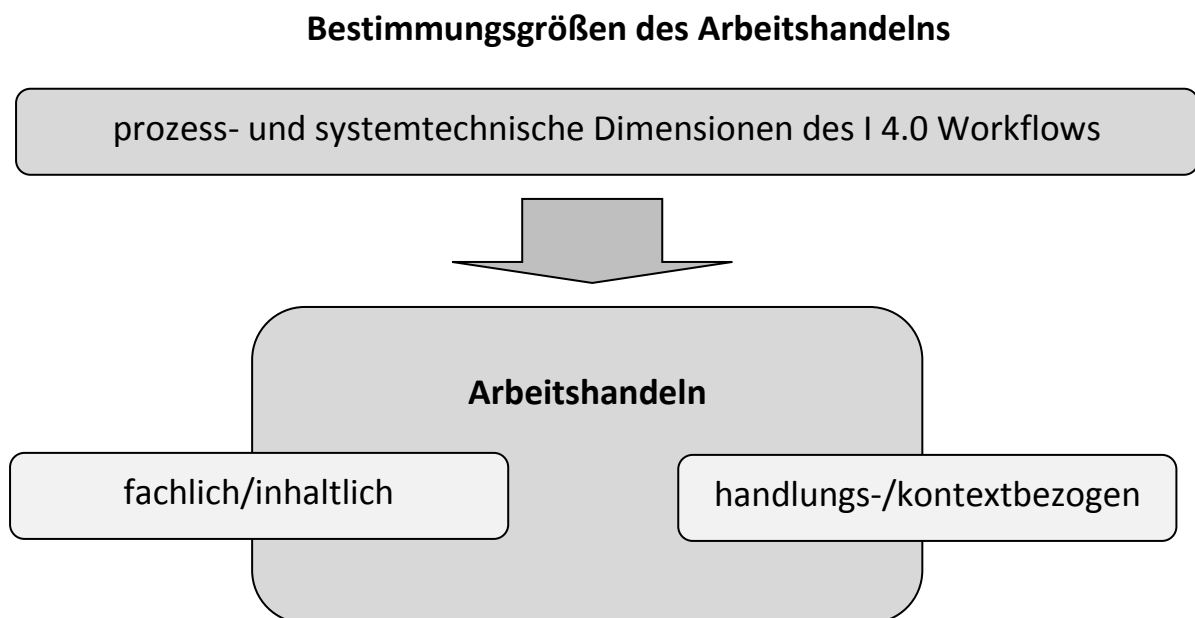 Bestimmungsgrößen des Arbeitshandelns
prozess- und systemtechnische Dimensionen des I 4.0 Workflows
Arbeitshandeln
fachlich/inhaltlich
handlungs-/kontextbezogen